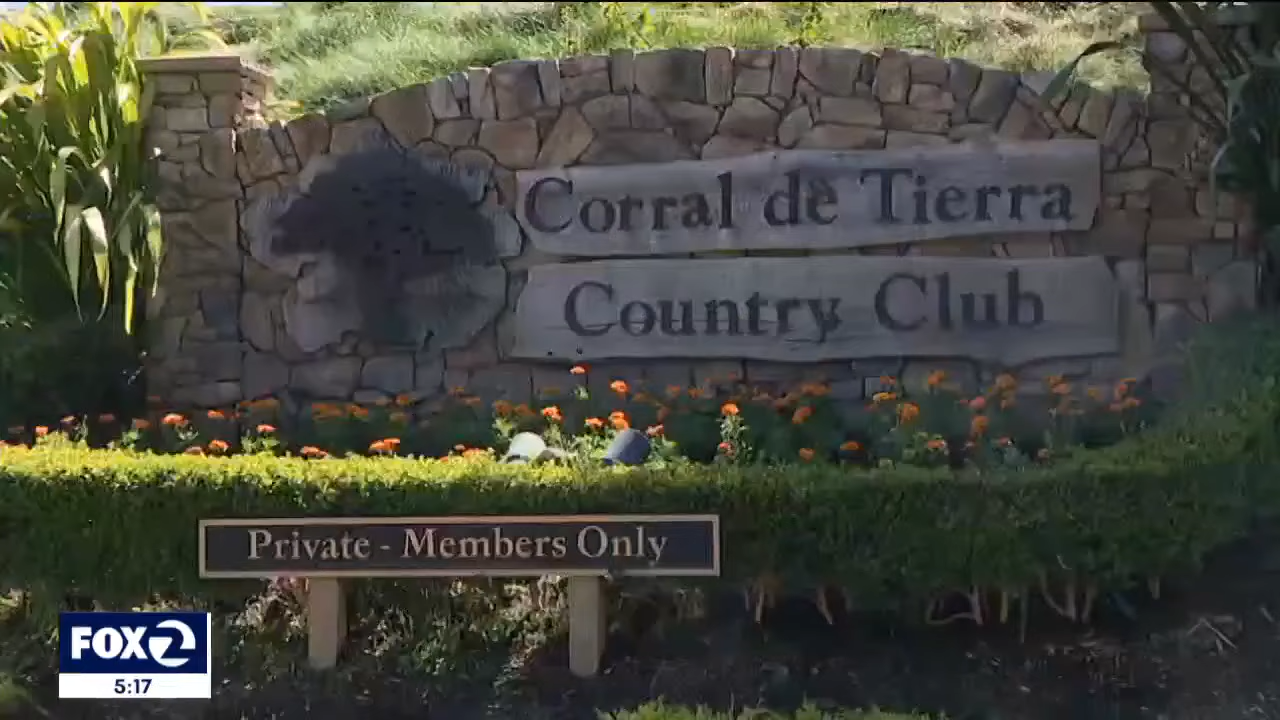 Corral de Tierra
Country Club
Private - Members Only
FOX 2
5:17